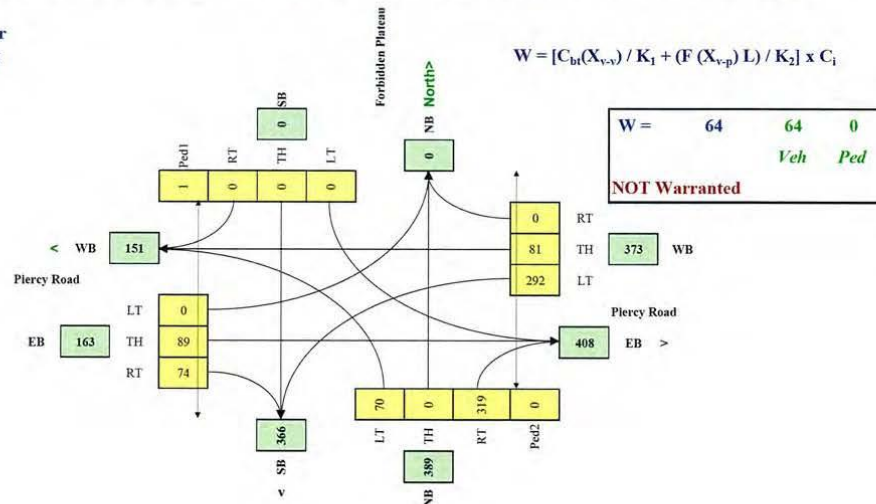 r
W = [C_bt(X_v-v) / K_1 + (F (X_v-p) L) / K_2] x C_i
Forbidden Plateau
North>
W = 64 64 0
Veh Ped
NOT Warranted
SB
0
NB
0
Ped1 RT TH LT
1 0 0 0
0 RT
81 TH 373 WB
292 LT
< WB 151
Piercy Road
LT 0
EB 163 TH 89
RT 74
Piercy Road
408 EB >
366
SB
v
70 0 319 0
LT TH RT Ped2
389
NB